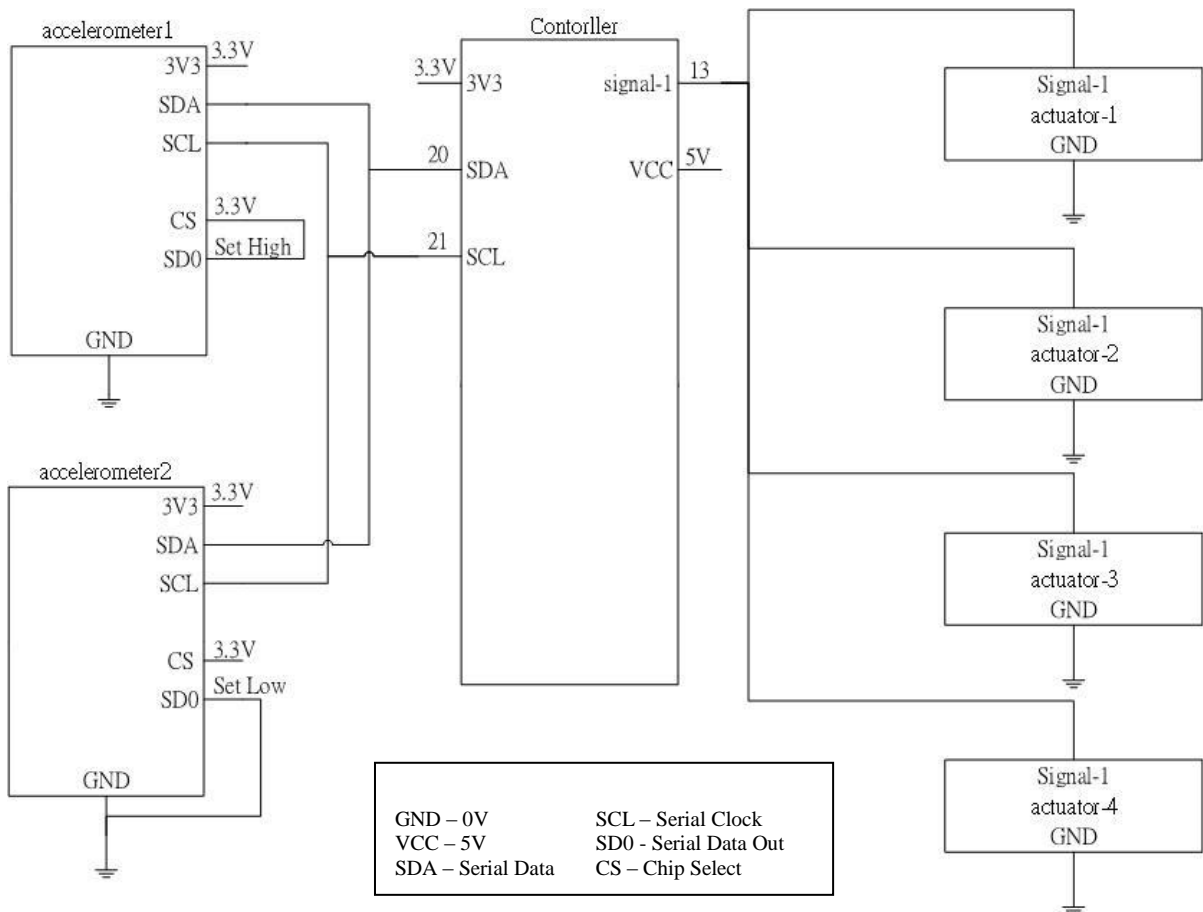 accelerometer1
3V3
3.3V
SDA
SCL
CS
3.3V
SD0
Set High
GND
accelerometer2
3V3
3.3V
SDA
SCL
CS
3.3V
SD0
Set Low
GND
Contorller
3.3V
3V3
20
SDA
21
SCL
signal-1
13
VCC
5V
Signal-1
actuator-1
GND
Signal-1
actuator-2
GND
Signal-1
actuator-3
GND
Signal-1
actuator-4
GND
GND – 0V SCL – Serial Clock
VCC – 5V SD0 - Serial Data Out
SDA – Serial Data CS – Chip Select